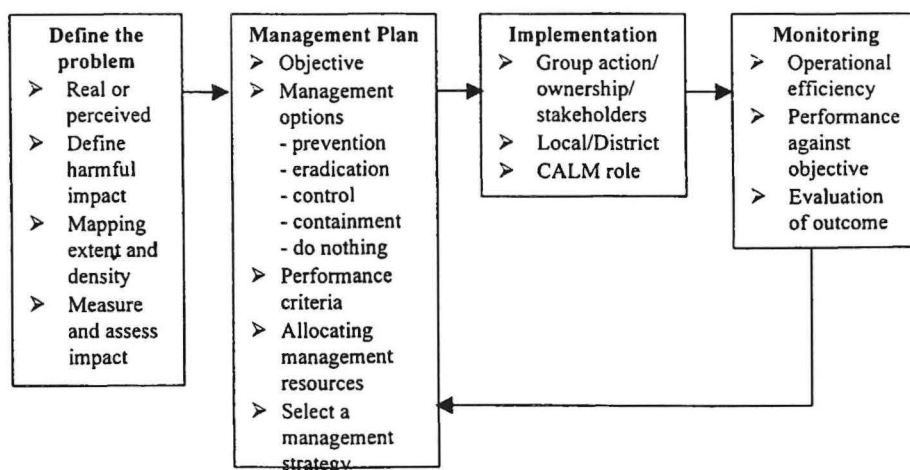 Define the
problem
➢ Real or
perceived
➢ Define
harmful
impact
➢ Mapping
extent and
density
➢ Measure
and assess
impact
Management Plan
➢ Objective
➢ Management
options
- prevention
- eradication
- control
- containment
- do nothing
➢ Performance
criteria
➢ Allocating
management
resources
➢ Select a
management
strategy
Implementation
➢ Group action/
ownership/
stakeholders
➢ Local/District
➢ CALM role
Monitoring
➢ Operational
efficiency
➢ Performance
against
objective
➢ Evaluation
of outcome